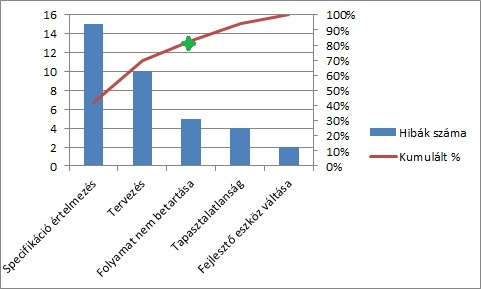 16
14
12
10
8
6
4
2
0
100%
90%
80%
70%
60%
50%
40%
30%
20%
10%
0%
Specifikáció értelmezés
Tervezés
Folyamat nem betartása
Tapasztalatlanság
Fejlesztő eszköz váltása
Hibák száma
Kumulált %